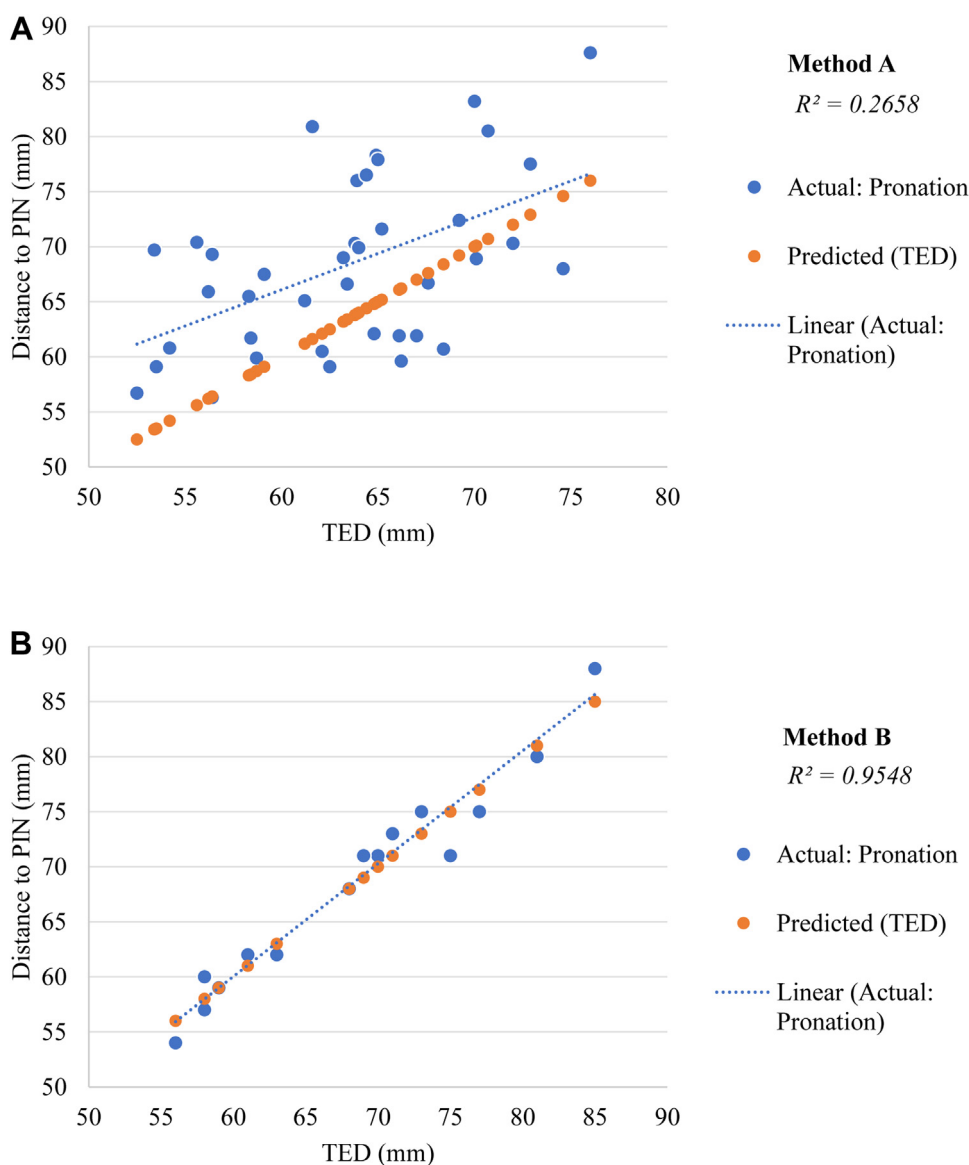 A
90
85
80
75
70
65
60
55
50
Distance to PIN (mm)
50 55 60 65 70 75 80
TED (mm)
Method A
R² = 0.2658
Actual: Pronation
Predicted (TED)
Linear (Actual:
Pronation)
B
90
85
80
75
70
65
60
55
50
Distance to PIN (mm)
50 55 60 65 70 75 80 85 90
TED (mm)
Method B
R² = 0.9548
Actual: Pronation
Predicted (TED)
Linear (Actual:
Pronation)